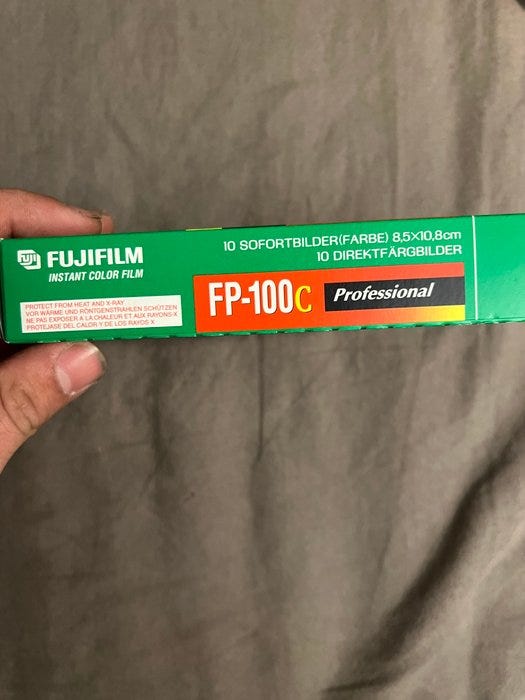 FUJI
FUJIFILM
INSTANT COLOR FILM
PROTECT FROM HEAT AND X-RAY
VOR WÄRME UND RÖNTGENSTRAHLEN SCHÜTZEN
NE PAS EXPOSER A LA CHALEUR ET AUX RAYONS-X
PROTEJASE DEL CALOR Y DE LOS RAYOS X
10 SOFORTBILDER(FARBE) 8,5×10,8cm
10 DIREKTFÄRGBILDER
FP-100C Professional